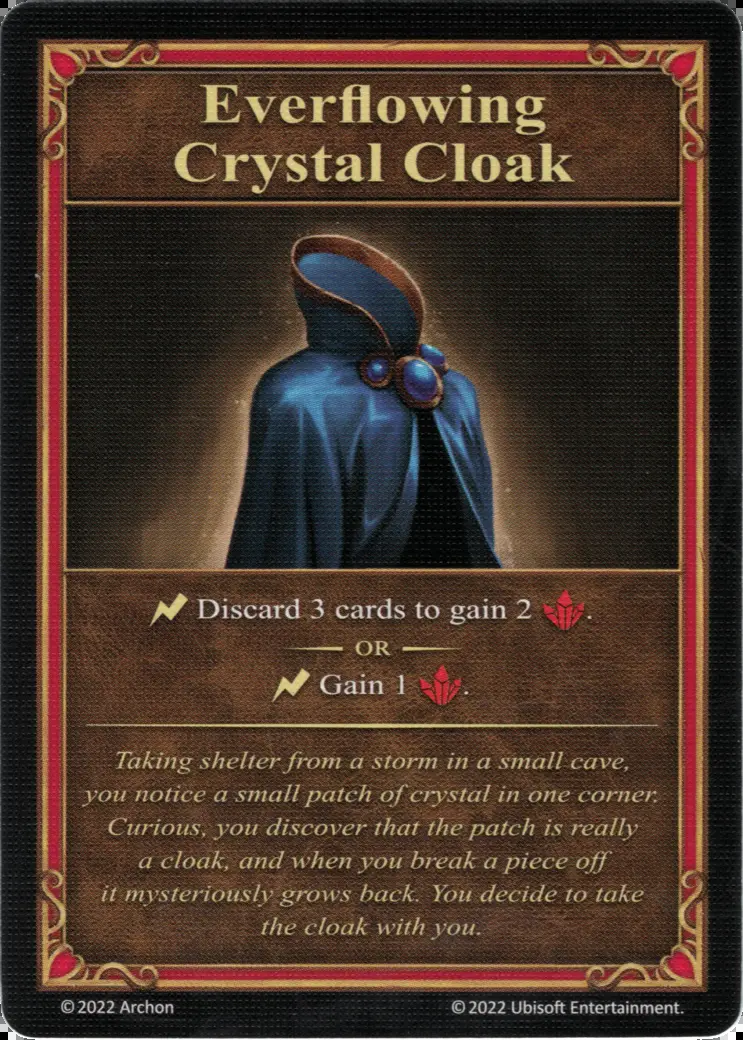 Everflowing
Crystal Cloak
Discard 3 cards to gain 2 .
OR
Gain 1 .
Taking shelter from a storm in a small cave,
you notice a small patch of crystal in one corner.
Curious, you discover that the patch is really
a cloak, and when you break a piece off
it mysteriously grows back. You decide to take
the cloak with you.
© 2022 Archon
© 2022 Ubisoft Entertainment.